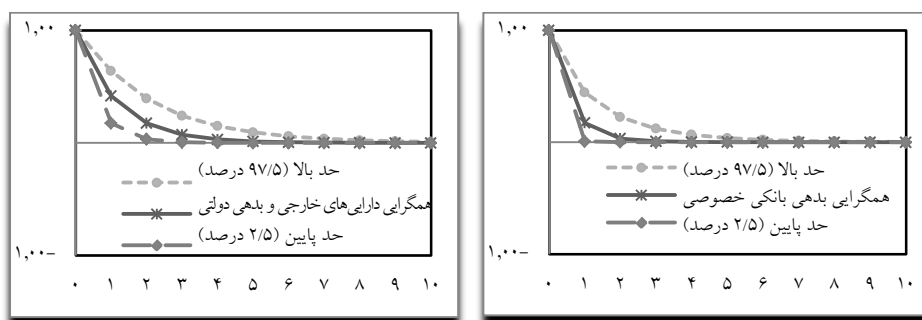 ۱,۰۰
حد بالا (۹۷/۵ درصد)
همگرایی بدهی بانکی خصوصی
حد پایین (۲/۵ درصد)
۱,۰۰−
۰ ۱ ۲ ۳ ۴ ۵ ۶ ۷ ۸ ۹ ۱۰
۱,۰۰
حد بالا (۹۷/۵ درصد)
همگرایی دارایی‌های خارجی و بدهی دولتی
حد پایین (۲/۵ درصد)
۱,۰۰−
۰ ۱ ۲ ۳ ۴ ۵ ۶ ۷ ۸ ۹ ۱۰